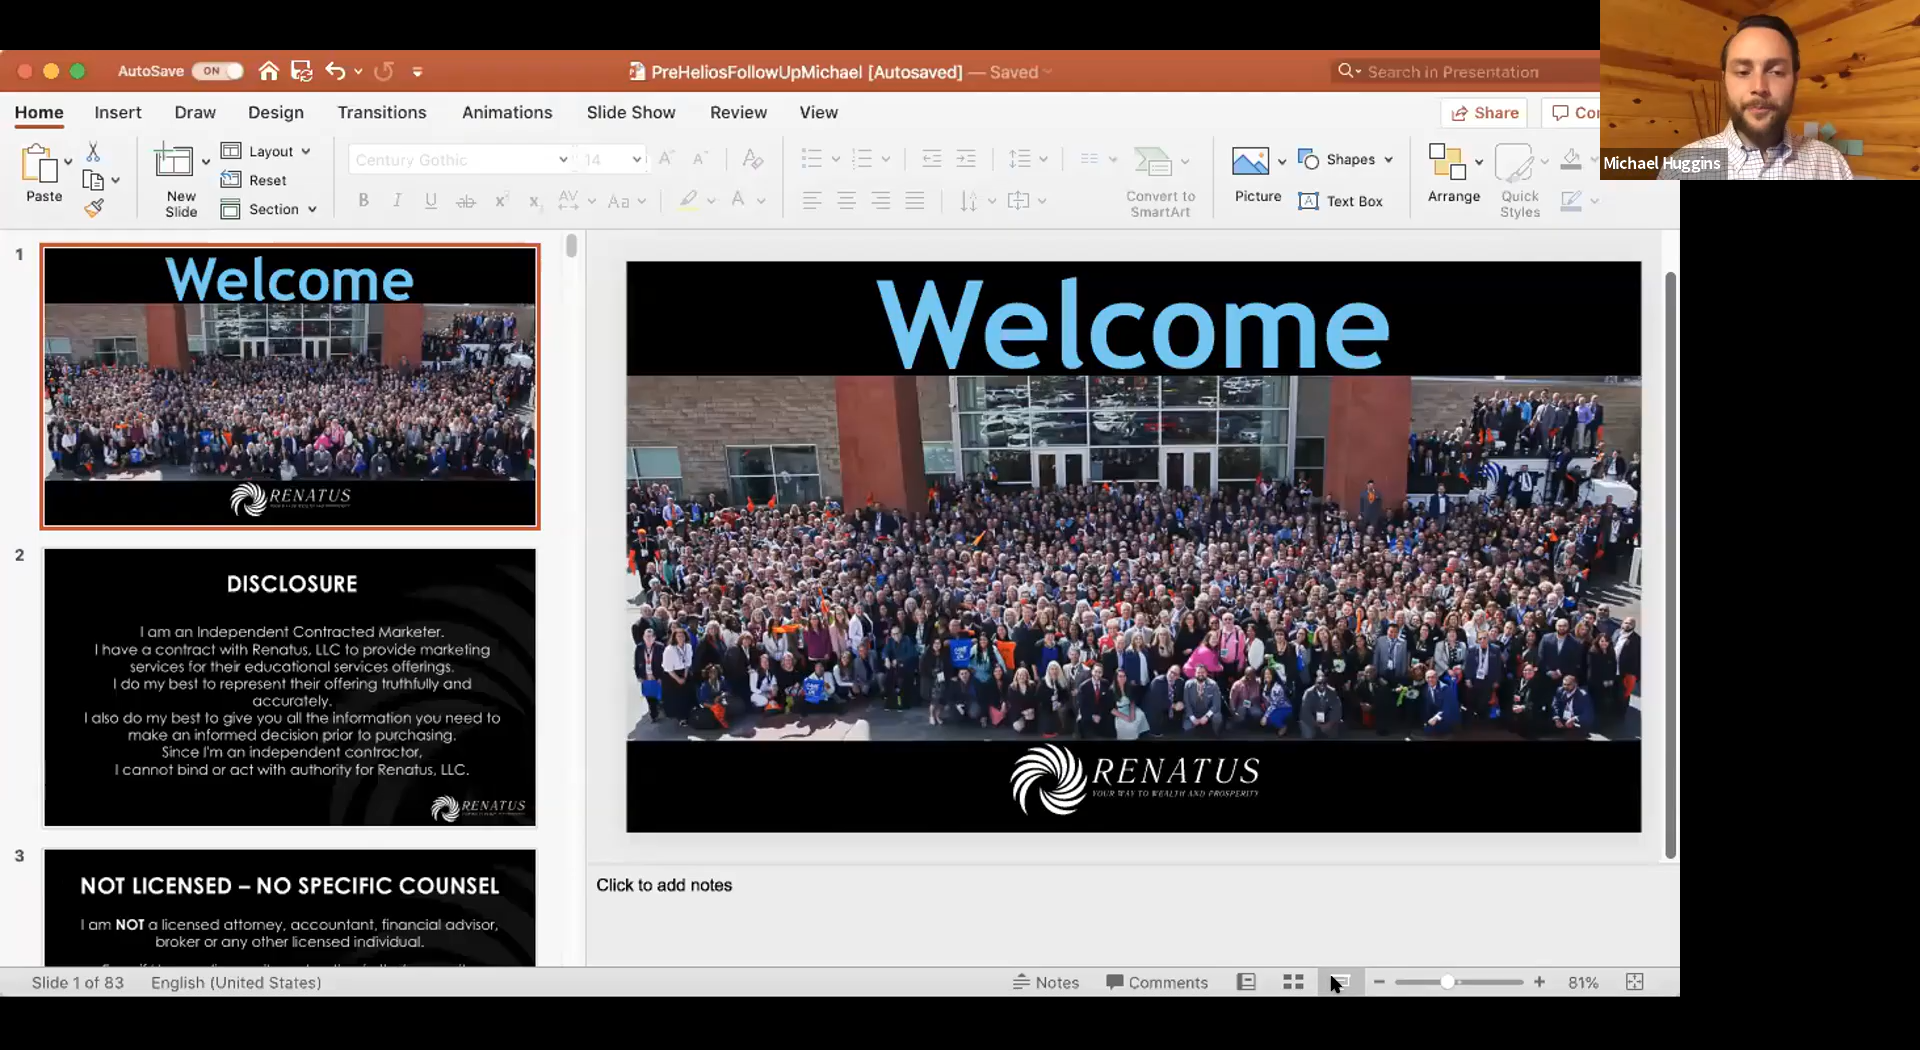 AutoSave ON
PreHeliosFollowUpMichael [Autosaved] — Saved
Search in Presentation
Home Insert Draw Design Transitions Animations Slide Show Review View
Share
Co
Michael Huggins
Paste
New
Slide
Layout
Reset
Section
Century Gothic 14
B I U ab x x AV Aa A
Convert to
SmartArt
Picture
Shapes
Text Box
Arrange
Quick
Styles
1
Welcome
RENATUS
2
DISCLOSURE
I am an Independent Contracted Marketer.
I have a contract with Renatus, LLC to provide marketing
services for their educational services offerings.
I do my best to represent their offering truthfully and
accurately.
I also do my best to give you all the information you need to
make an informed decision prior to purchasing.
Since I'm an independent contractor,
I cannot bind or act with authority for Renatus, LLC.
RENATUS
3
NOT LICENSED – NO SPECIFIC COUNSEL
I am NOT a licensed attorney, accountant, financial advisor,
broker or any other licensed individual.
Welcome
RENATUS
YOUR WAY TO WEALTH AND PROSPERITY
Click to add notes
Slide 1 of 83 English (United States)
Notes Comments 81%